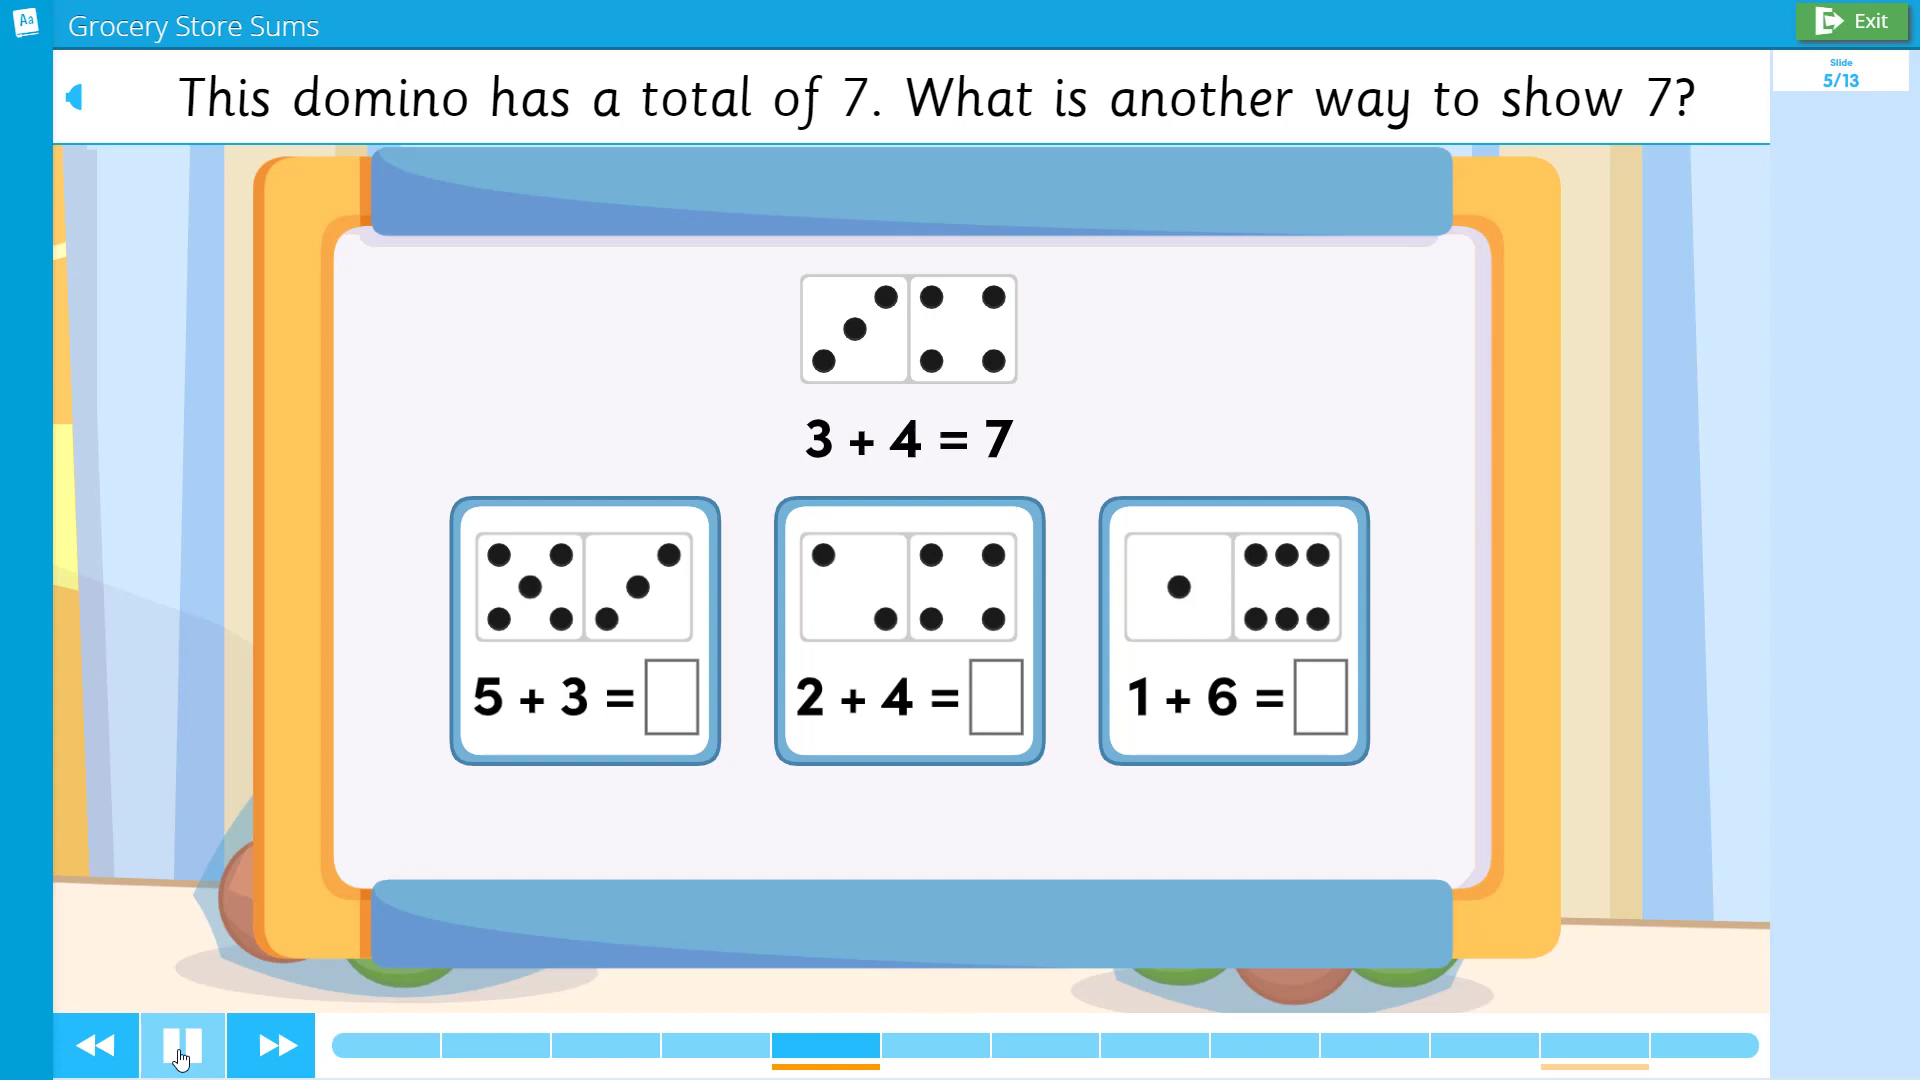 Aa
Grocery Store Sums
Exit
This domino has a total of 7. What is another way to show 7?
Slide
5/13
3 + 4 = 7
5 + 3 =
2 + 4 =
1 + 6 =